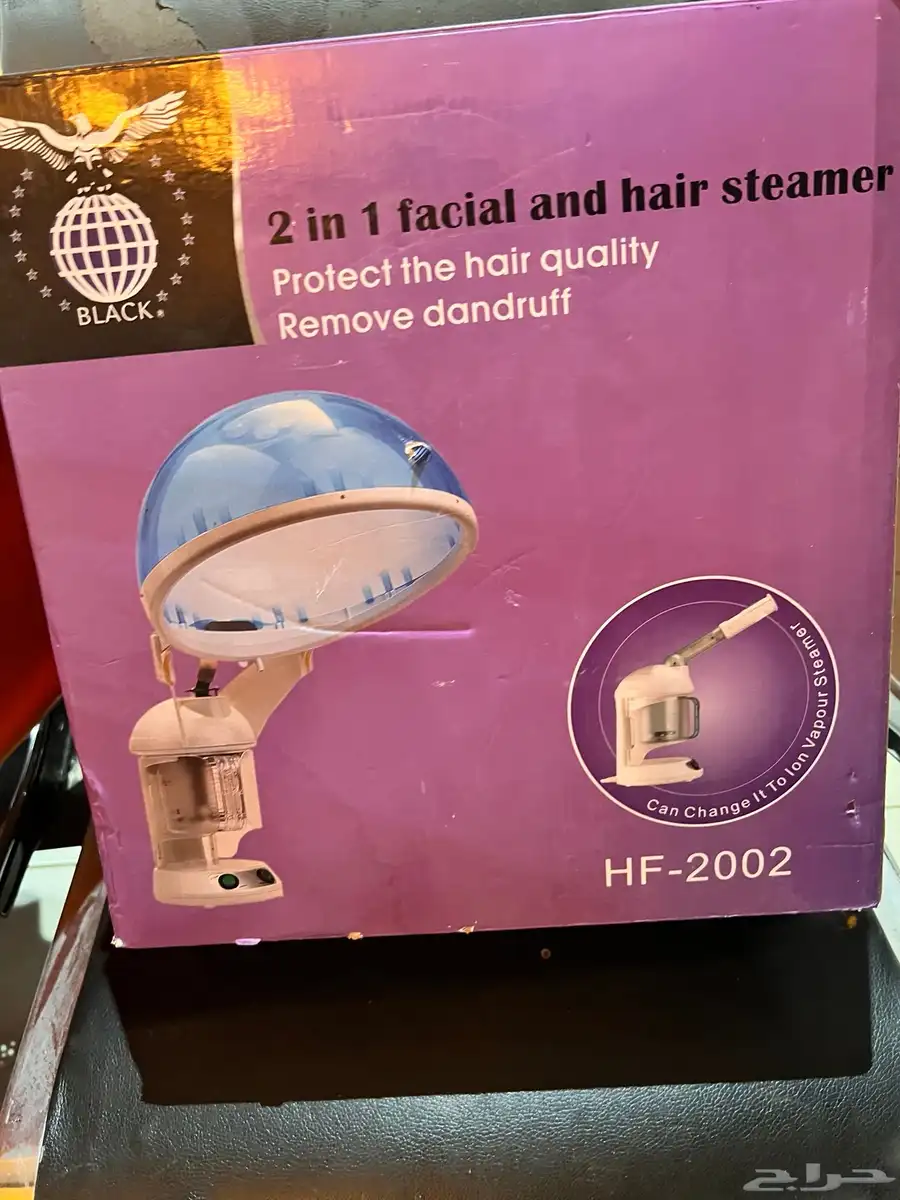 2 in 1 facial and hair steamer
Protect the hair quality
Remove dandruff
BLACK
Can Change It To Ion Vapour Steamer
HF-2002
حراج